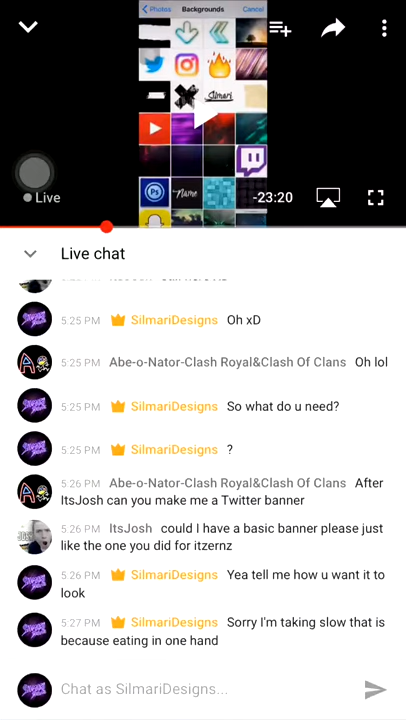 Photos
Backgrounds
Cancel
Silmari
Name
Ps
Live
-23:20
Live chat
5:25 PM SilmariDesigns Oh xD
5:25 PM Abe-o-Nator-Clash Royal&Clash Of Clans Oh lol
5:25 PM SilmariDesigns So what do u need?
5:25 PM SilmariDesigns ?
5:26 PM Abe-o-Nator-Clash Royal&Clash Of Clans After
ItsJosh can you make me a Twitter banner
5:26 PM ItsJosh could I have a basic banner please just
like the one you did for itzernz
5:26 PM SilmariDesigns Yea tell me how u want it to
look
5:27 PM SilmariDesigns Sorry I'm taking slow that is
because eating in one hand
Chat as SilmariDesigns...